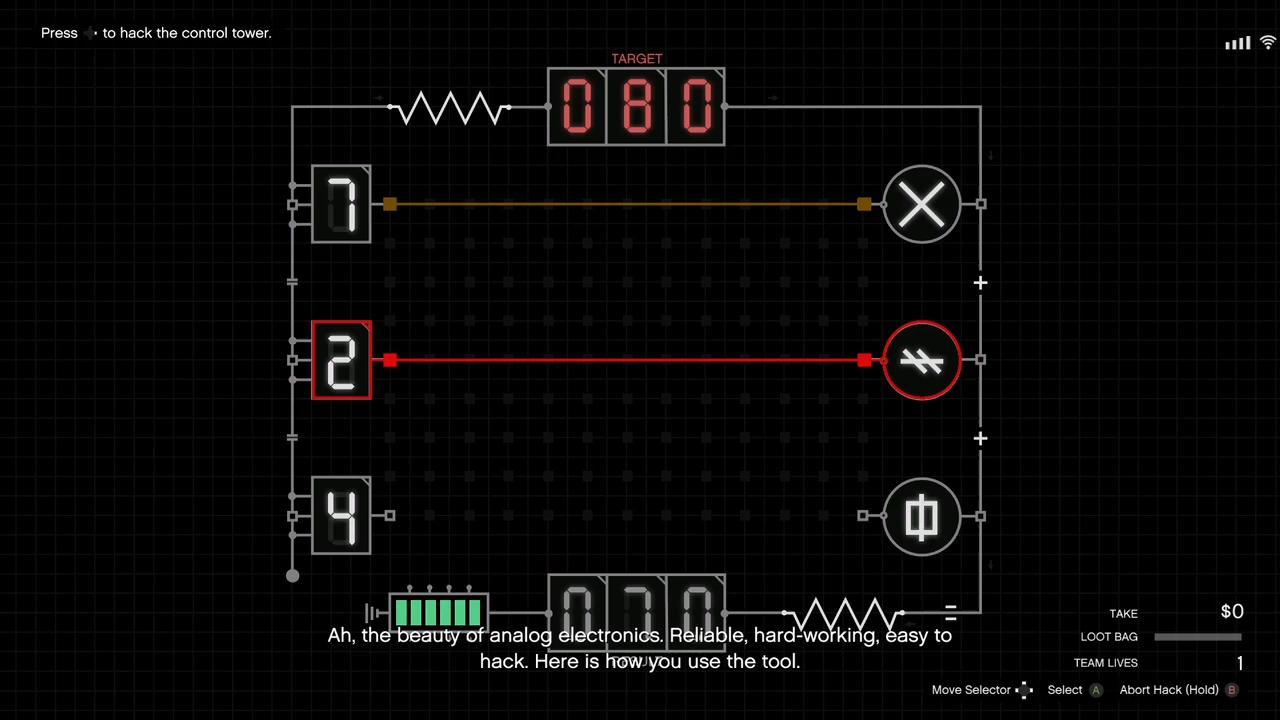 Press to hack the control tower.
TARGET
080
7
2
4
070
Ah, the beauty of analog electronics. Reliable, hard-working, easy to
hack. Here is how you use the tool.
TAKE $0
LOOT BAG
TEAM LIVES 1
Move Selector Select A Abort Hack (Hold) B